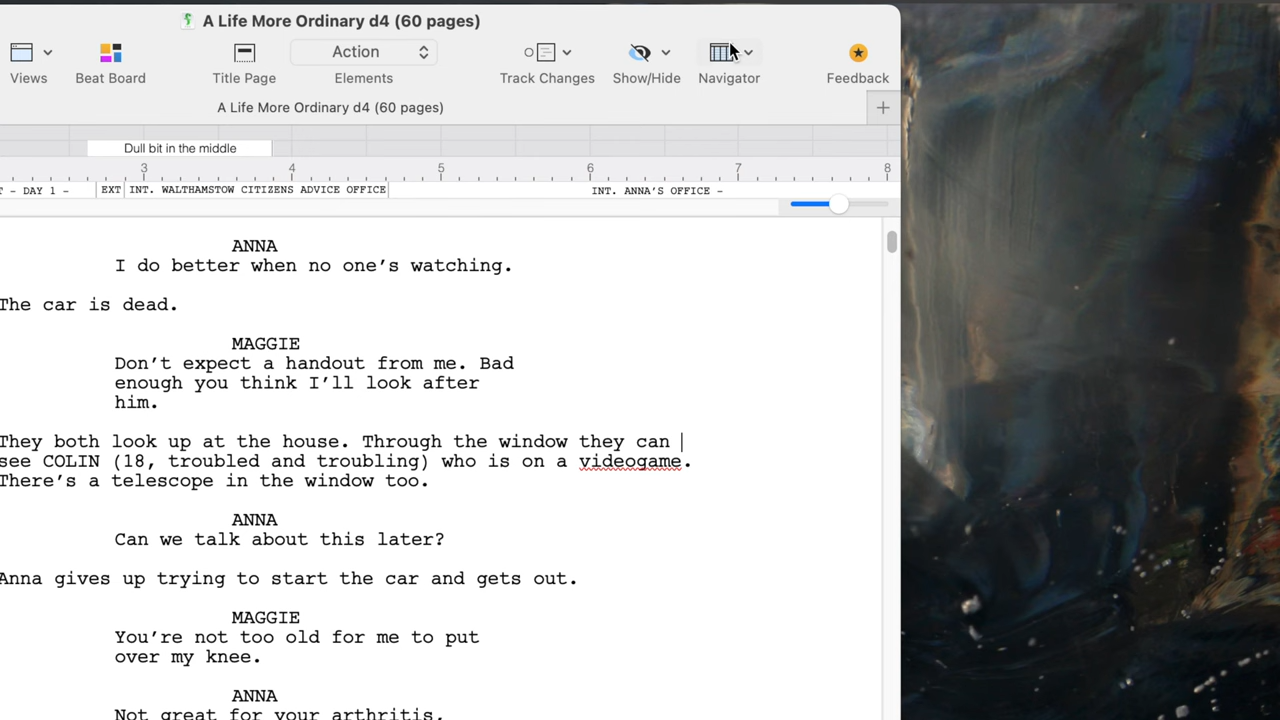 A Life More Ordinary d4 (60 pages)
Action
Views Beat Board Title Page Elements Track Changes Show/Hide Navigator Feedback
A Life More Ordinary d4 (60 pages)
Dull bit in the middle
3 4 5 6 7 8
T - DAY 1 - EXT INT. WALTHAMSTOW CITIZENS ADVICE OFFICE INT. ANNA'S OFFICE -
ANNA
I do better when no one's watching.
The car is dead.
MAGGIE
Don't expect a handout from me. Bad
enough you think I'll look after
him.
They both look up at the house. Through the window they can
see COLIN (18, troubled and troubling) who is on a videogame.
There's a telescope in the window too.
ANNA
Can we talk about this later?
Anna gives up trying to start the car and gets out.
MAGGIE
You're not too old for me to put
over my knee.
ANNA
Not great for your arthritis,